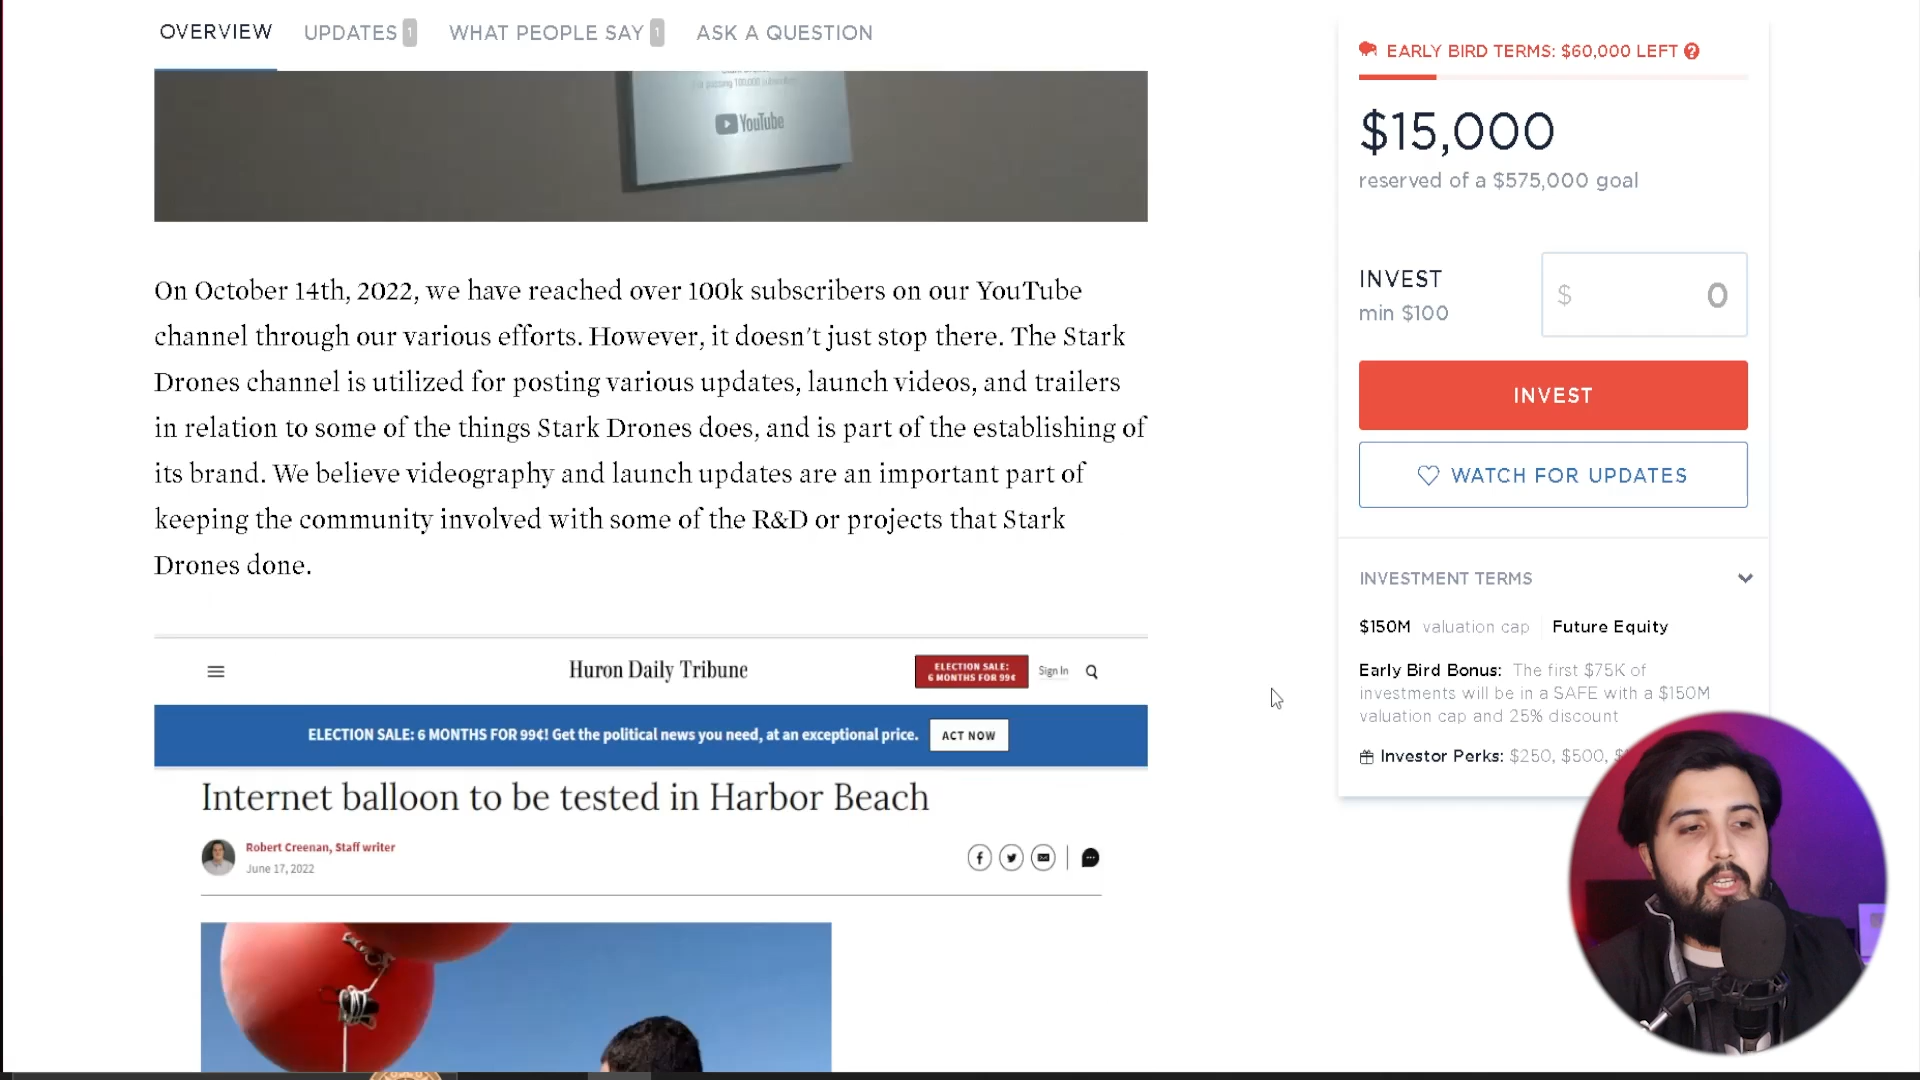 OVERVIEW
UPDATES 1
WHAT PEOPLE SAY 1
ASK A QUESTION
For passing 100,000 subscribers
YouTube
On October 14th, 2022, we have reached over 100k subscribers on our YouTube
channel through our various efforts. However, it doesn't just stop there. The Stark
Drones channel is utilized for posting various updates, launch videos, and trailers
in relation to some of the things Stark Drones does, and is part of the establishing of
its brand. We believe videography and launch updates are an important part of
keeping the community involved with some of the R&D or projects that Stark
Drones done.
Huron Daily Tribune
ELECTION SALE:
6 MONTHS FOR 99¢
Sign In
ELECTION SALE: 6 MONTHS FOR 99¢! Get the political news you need, at an exceptional price.
ACT NOW
Internet balloon to be tested in Harbor Beach
Robert Creenan, Staff writer
June 17, 2022
EARLY BIRD TERMS: $60,000 LEFT ?
$15,000
reserved of a $575,000 goal
INVEST
min $100
$ 0
INVEST
WATCH FOR UPDATES
INVESTMENT TERMS
$150M valuation cap Future Equity
Early Bird Bonus: The first $75K of
investments will be in a SAFE with a $150M
valuation cap and 25% discount
Investor Perks: $250, $500,